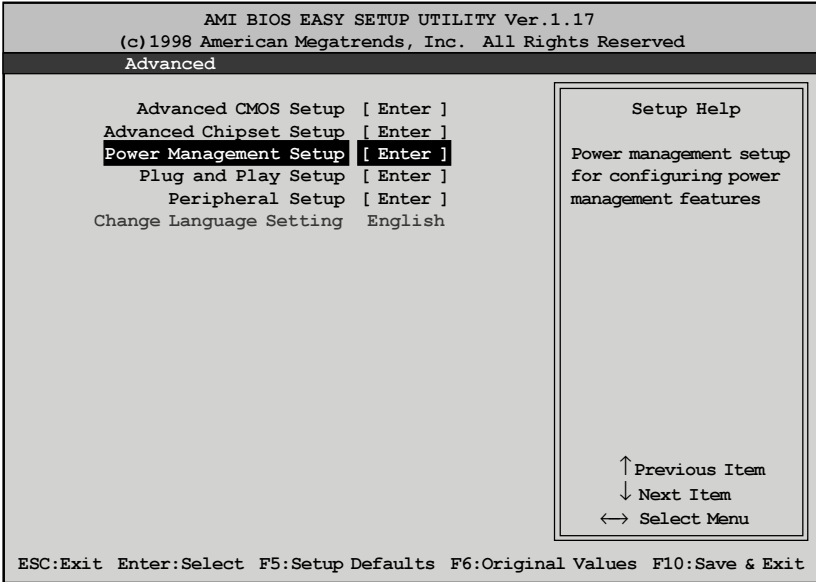 AMI BIOS EASY SETUP UTILITY Ver.1.17
(c)1998 American Megatrends, Inc. All Rights Reserved
Advanced
Advanced CMOS Setup [ Enter ]
Advanced Chipset Setup [ Enter ]
Power Management Setup [ Enter ]
Plug and Play Setup [ Enter ]
Peripheral Setup [ Enter ]
Change Language Setting English
Setup Help
Power management setup
for configuring power
management features
↑ Previous Item
↓ Next Item
←→ Select Menu
ESC:Exit Enter:Select F5:Setup Defaults F6:Original Values F10:Save & Exit